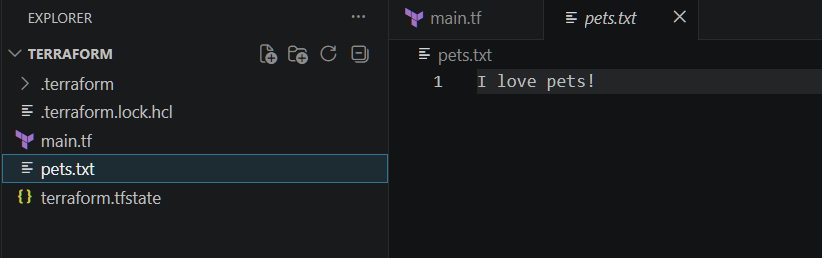 EXPLORER
TERRAFORM
.terraform
.terraform.lock.hcl
main.tf
pets.txt
terraform.tfstate
main.tf
pets.txt
pets.txt
1 I love pets!